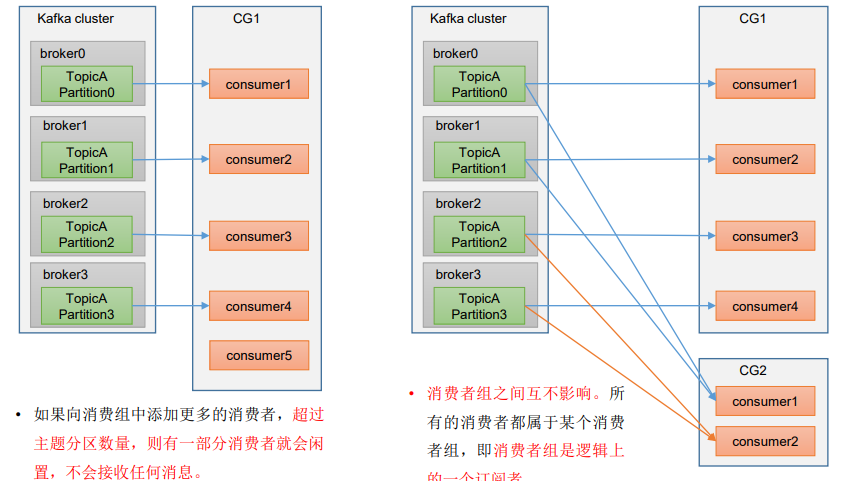 Kafka cluster
CG1
broker0
TopicA
Partition0
consumer1
broker1
TopicA
Partition1
consumer2
broker2
TopicA
Partition2
consumer3
broker3
TopicA
Partition3
consumer4
consumer5
• 如果向消费组中添加更多的消费者，超过
主题分区数量，则有一部分消费者就会闲
置，不会接收任何消息。
Kafka cluster
CG1
broker0
TopicA
Partition0
consumer1
broker1
TopicA
Partition1
consumer2
broker2
TopicA
Partition2
consumer3
broker3
TopicA
Partition3
consumer4
CG2
consumer1
consumer2
• 消费者组之间互不影响。所
有的消费者都属于某个消费
者组，即消费者组是逻辑上
的一个订阅者